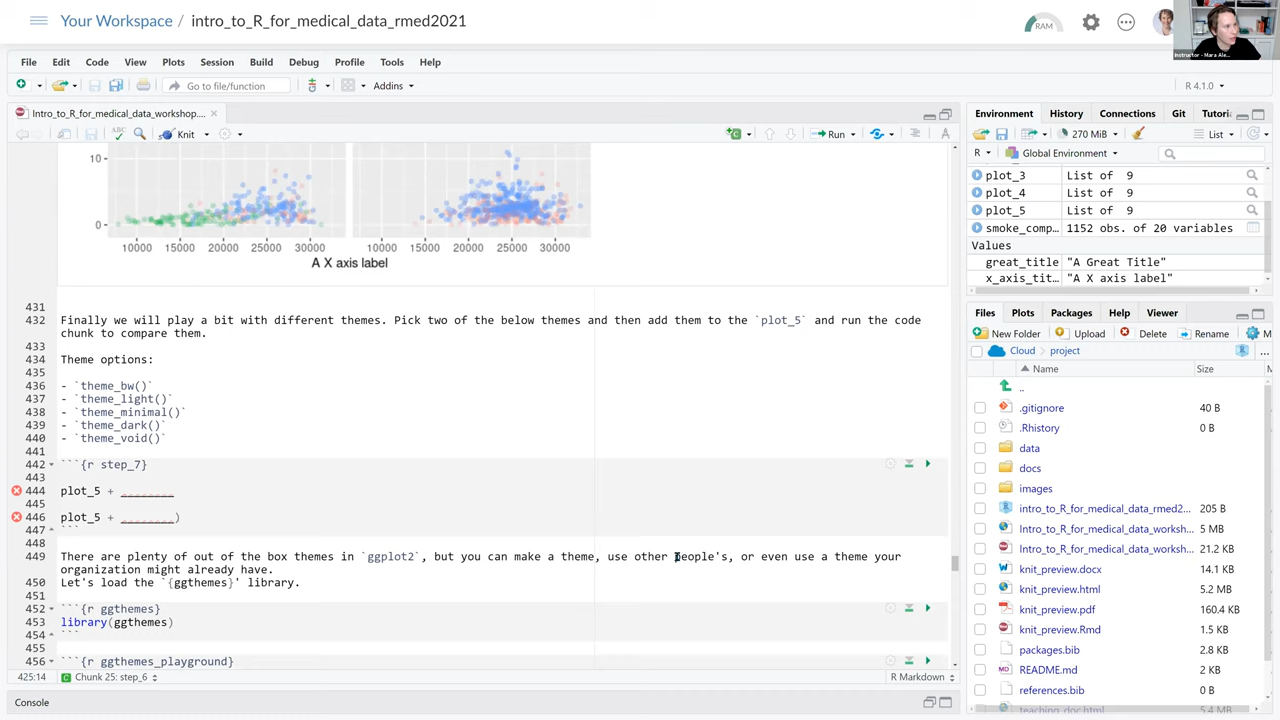 Your Workspace / intro_to_R_for_medical_data_rmed2021
RAM
Instructor - Mara Ale...
File Edit Code View Plots Session Build Debug Profile Tools Help
Go to file/function Addins
R 4.1.0
Intro_to_R_for_medical_data_workshop....
Knit Run
10
0
10000 15000 20000 25000 30000 10000 15000 20000 25000 30000
A X axis label
431
432 Finally we will play a bit with different themes. Pick two of the below themes and then add them to the `plot_5` and run the code
chunk to compare them.
433
434 Theme options:
435
436 - `theme_bw()`
437 - `theme_light()`
438 - `theme_minimal()`
439 - `theme_dark()`
440 - `theme_void()`
441
442 ```{r step_7}
443
444 plot_5 + ________
445
446 plot_5 + ________)
447 ```
448
449 There are plenty of out of the box themes in `ggplot2`, but you can make a theme, use other people's, or even use a theme your
organization might already have.
450 Let's load the `{ggthemes}' library.
451
452 ```{r ggthemes}
453 library(ggthemes)
454 ```
455
456 ```{r ggthemes_playground}
425:14 Chunk 25: step_6 R Markdown
Console
Environment History Connections Git Tutori
270 MiB List
R Global Environment
plot_3 List of 9
plot_4 List of 9
plot_5 List of 9
smoke_comp... 1152 obs. of 20 variables
Values
great_title "A Great Title"
x_axis_tit... "A X axis label"
Files Plots Packages Help Viewer
New Folder Upload Delete Rename M
Cloud project ...
Name Size M
..
.gitignore 40 B
.Rhistory 0 B
data
docs
images
intro_to_R_for_medical_data_rmed2... 205 B
Intro_to_R_for_medical_data_worksh... 5 MB
Intro_to_R_for_medical_data_worksh... 21.2 KB
knit_preview.docx 14.1 KB
knit_preview.html 5.2 MB
knit_preview.pdf 160.4 KB
knit_preview.Rmd 1.5 KB
packages.bib 2.8 KB
README.md 2 KB
references.bib 0 B
teaching_doc.html 5.4 MB